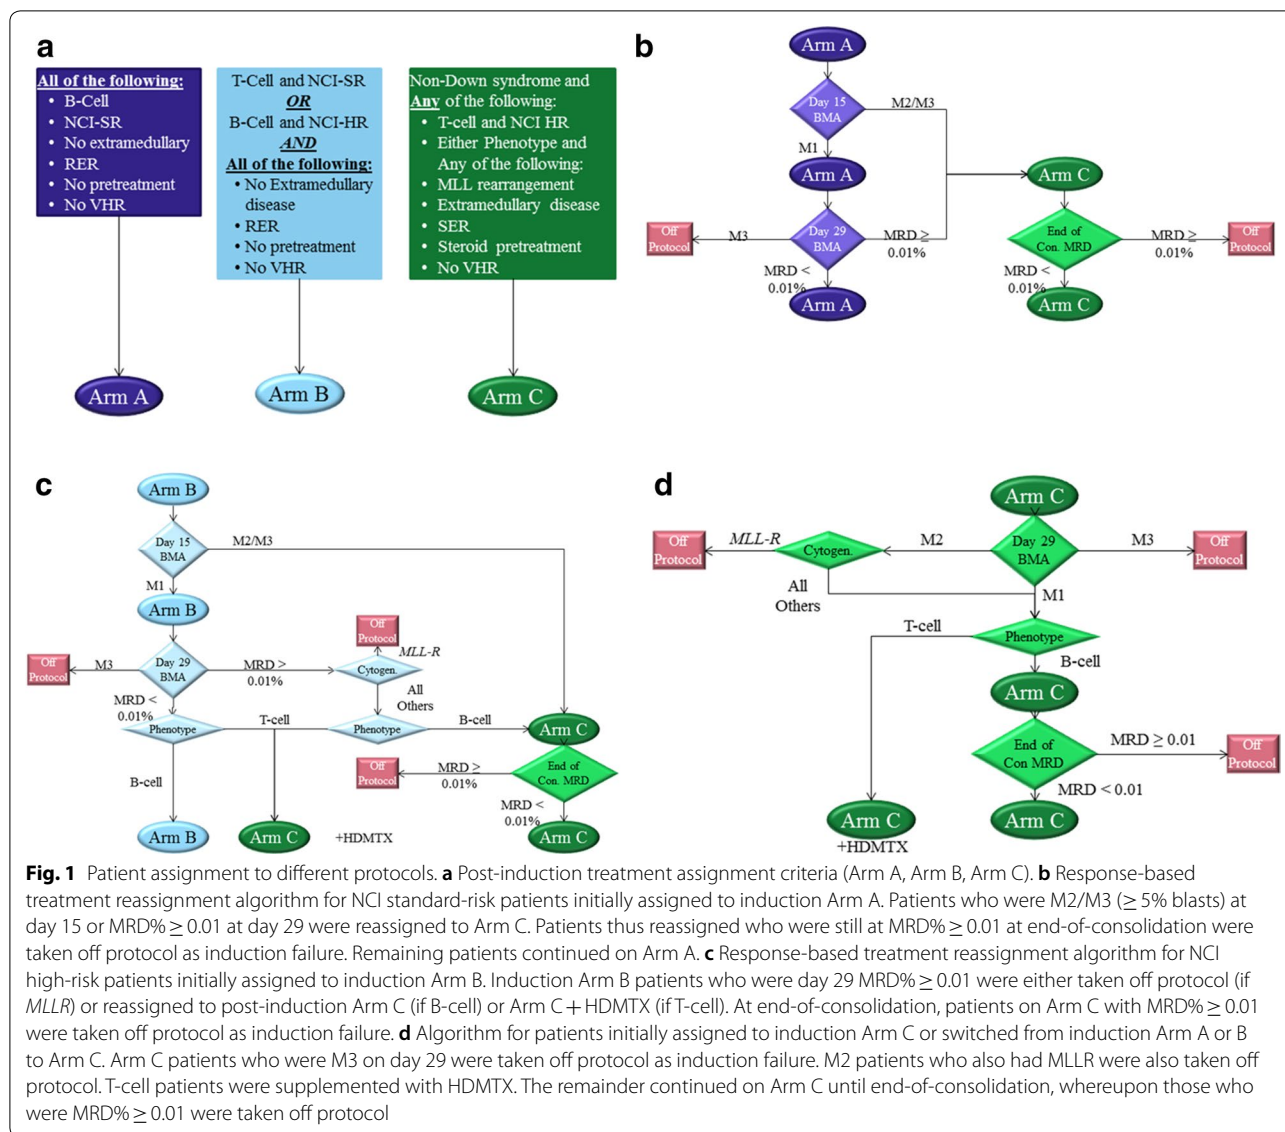 a
All of the following:
• B-Cell
• NCI-SR
• No extramedullary
• RER
• No pretreatment
• No VHR
Arm A
T-Cell and NCI-SR
OR
B-Cell and NCI-HR
AND
All of the following:
• No Extramedullary
disease
• RER
• No pretreatment
• No VHR
Arm B
Non-Down syndrome and
Any of the following:
• T-cell and NCI HR
• Either Phenotype and
Any of the following:
• MLL rearrangement
• Extramedullary disease
• SER
• Steroid pretreatment
• No VHR
Arm C
b
Arm A
Day 15
BMA
M2/M3
M1
Arm A
Arm C
Off
Protocol
M3
Day 29
BMA
MRD ≥
0.01%
End of
Con. MRD
MRD ≥
0.01%
Off
Protocol
MRD <
0.01%
MRD <
0.01%
Arm A
Arm C
c
Arm B
Day 15
BMA
M2/M3
M1
Arm B
Off
Protocol
MLL-R
Off
Protocol
M3
Day 29
BMA
MRD >
0.01%
Cytogen.
MRD <
0.01%
All
Others
Phenotype
T-cell
Phenotype
B-cell
Arm C
Off
Protocol
MRD ≥
0.01%
End of
Con. MRD
B-cell
MRD <
0.01%
Arm B
Arm C
+HDMTX
Arm C
d
Arm C
Off
Protocol
MLL-R
Cytogen.
M2
Day 29
BMA
M3
Off
Protocol
All
Others
M1
T-cell
Phenotype
B-cell
Arm C
End of
Con MRD
MRD ≥ 0.01
Off
Protocol
MRD < 0.01
Arm C
+HDMTX
Arm C
Fig. 1 Patient assignment to different protocols. a Post-induction treatment assignment criteria (Arm A, Arm B, Arm C). b Response-based
treatment reassignment algorithm for NCI standard-risk patients initially assigned to induction Arm A. Patients who were M2/M3 (≥ 5% blasts) at
day 15 or MRD% ≥ 0.01 at day 29 were reassigned to Arm C. Patients thus reassigned who were still at MRD% ≥ 0.01 at end-of-consolidation were
taken off protocol as induction failure. Remaining patients continued on Arm A. c Response-based treatment reassignment algorithm for NCI
high-risk patients initially assigned to induction Arm B. Induction Arm B patients who were day 29 MRD% ≥ 0.01 were either taken off protocol (if
MLLR) or reassigned to post-induction Arm C (if B-cell) or Arm C + HDMTX (if T-cell). At end-of-consolidation, patients on Arm C with MRD% ≥ 0.01
were taken off protocol as induction failure. d Algorithm for patients initially assigned to induction Arm C or switched from induction Arm A or B
to Arm C. Arm C patients who were M3 on day 29 were taken off protocol as induction failure. M2 patients who also had MLLR were also taken off
protocol. T-cell patients were supplemented with HDMTX. The remainder continued on Arm C until end-of-consolidation, whereupon those who
were MRD% ≥ 0.01 were taken off protocol